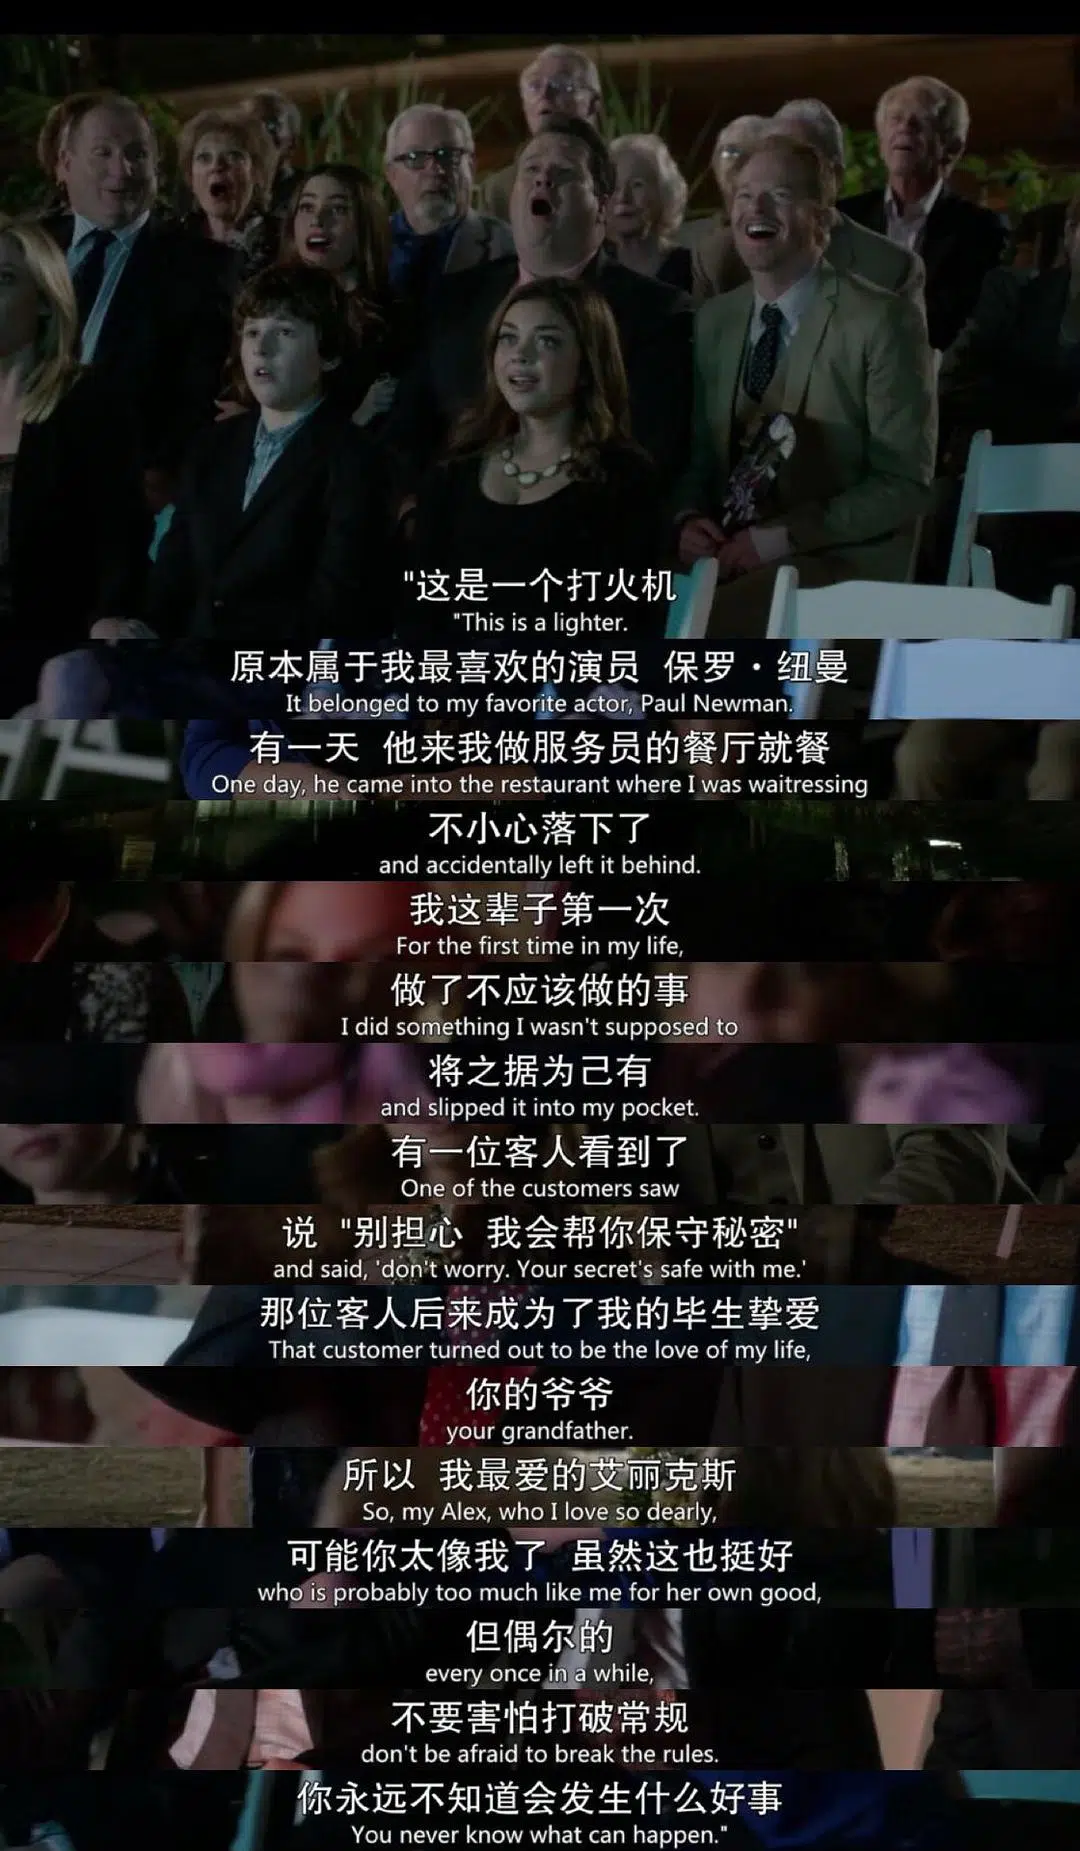 "这是一个打火机
"This is a lighter.
原本属于我最喜欢的演员 保罗·纽曼
It belonged to my favorite actor, Paul Newman.
有一天 他来我做服务员的餐厅就餐
One day, he came into the restaurant where I was waitressing
不小心落下了
and accidentally left it behind.
我这辈子第一次
For the first time in my life,
做了不应该做的事
I did something I wasn't supposed to
将之据为己有
and slipped it into my pocket.
有一位客人看到了
One of the customers saw
说 "别担心 我会帮你保守秘密"
and said, 'don't worry. Your secret's safe with me.'
那位客人后来成为了我的毕生挚爱
That customer turned out to be the love of my life,
你的爷爷
your grandfather.
所以 我最爱的艾丽克斯
So, my Alex, who I love so dearly,
可能你太像我了 虽然这也挺好
who is probably too much like me for her own good,
但偶尔的
every once in a while,
不要害怕打破常规
don't be afraid to break the rules.
你永远不知道会发生什么好事
You never know what can happen."